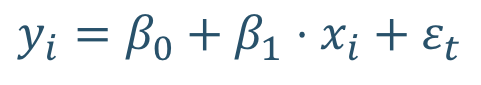 yᵢ = β₀ + β₁ · xᵢ + εₜ